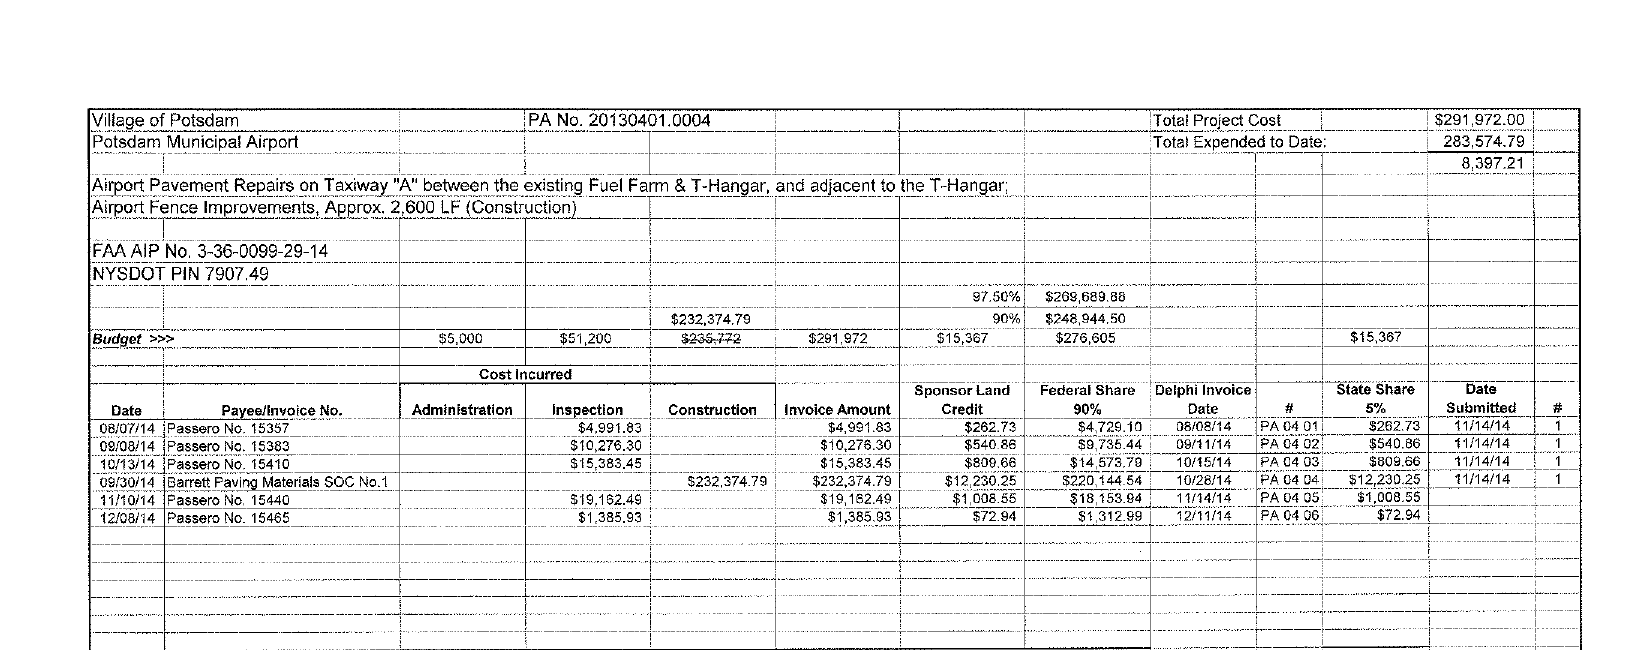 Village of Potsdam PA No. 20130401.0004 Total Project Cost $291,972.00
Potsdam Municipal Airport Total Expended to Date: 283,574.79
8,397.21
Airport Pavement Repairs on Taxiway "A" between the existing Fuel Farm & T-Hangar, and adjacent to the T-Hangar;
Airport Fence Improvements, Approx. 2,600 LF (Construction)
FAA AIP No. 3-36-0099-29-14
NYSDOT PIN 7907.49
97.50% $269,689.88
$232,374.79 90% $248,944.50
Budget >>> $5,000 $51,200 $235,772 $291,972 $15,367 $276,605 $15,367
Cost Incurred
Sponsor Land Federal Share Delphi Invoice State Share Date
Date Payee/Invoice No. Administration Inspection Construction Invoice Amount Credit 90% Date # 5% Submitted #
08/07/14 Passero No. 15357 $4,991.83 $4,991.83 $262.73 $4,729.10 08/08/14 PA 04 01 $262.73 11/14/14 1
09/08/14 Passero No. 15383 $10,276.30 $10,276.30 $540.86 $9,735.44 09/11/14 PA 04 02 $540.86 11/14/14 1
10/13/14 Passero No. 15410 $15,383.45 $15,383.45 $809.66 $14,573.79 10/15/14 PA 04 03 $809.66 11/14/14 1
09/30/14 Barrett Paving Materials SOC No.1 $232,374.79 $232,374.79 $12,230.25 $220,144.54 10/28/14 PA 04 04 $12,230.25 11/14/14 1
11/10/14 Passero No. 15440 $19,162.49 $19,162.49 $1,008.55 $18,153.94 11/14/14 PA 04 05 $1,008.55
12/08/14 Passero No. 15465 $1,385.93 $1,385.93 $72.94 $1,312.99 12/11/14 PA 04 06 $72.94